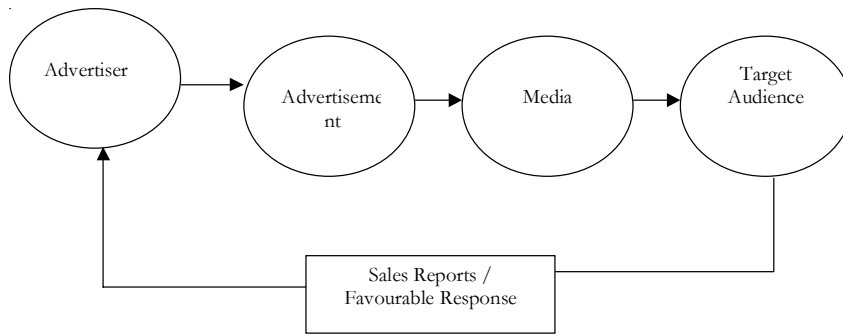 Advertiser
Advertiseme
nt
Media
Target
Audience
Sales Reports /
Favourable Response